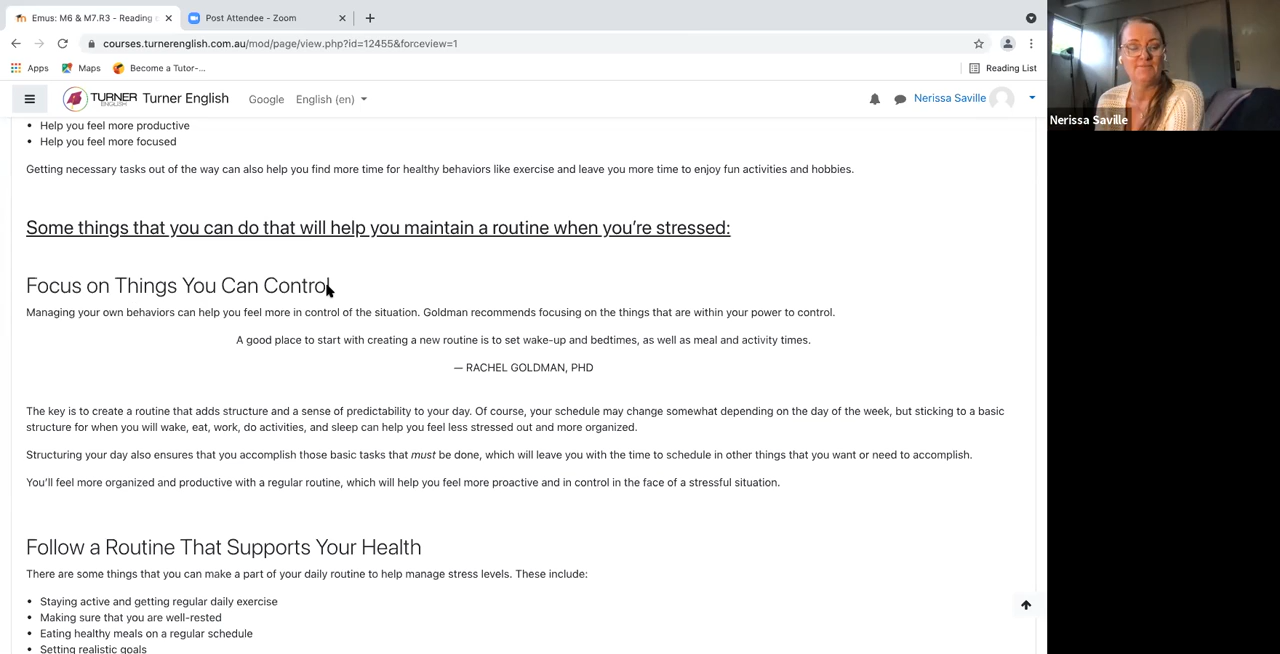 Emus: M6 & M7.R3 - Reading
Post Attendee - Zoom
courses.turnerenglish.com.au/mod/page/view.php?id=12455&forceview=1
Apps
Maps
Become a Tutor-...
Reading List
TURNER
ENGLISH
Turner English
Google
English (en)
Nerissa Saville
Nerissa Saville
• Help you feel more productive
• Help you feel more focused
Getting necessary tasks out of the way can also help you find more time for healthy behaviors like exercise and leave you more time to enjoy fun activities and hobbies.
Some things that you can do that will help you maintain a routine when you’re stressed:
Focus on Things You Can Control
Managing your own behaviors can help you feel more in control of the situation. Goldman recommends focusing on the things that are within your power to control.
A good place to start with creating a new routine is to set wake-up and bedtimes, as well as meal and activity times.
— RACHEL GOLDMAN, PHD
The key is to create a routine that adds structure and a sense of predictability to your day. Of course, your schedule may change somewhat depending on the day of the week, but sticking to a basic
structure for when you will wake, eat, work, do activities, and sleep can help you feel less stressed out and more organized.
Structuring your day also ensures that you accomplish those basic tasks that must be done, which will leave you with the time to schedule in other things that you want or need to accomplish.
You’ll feel more organized and productive with a regular routine, which will help you feel more proactive and in control in the face of a stressful situation.
Follow a Routine That Supports Your Health
There are some things that you can make a part of your daily routine to help manage stress levels. These include:
• Staying active and getting regular daily exercise
• Making sure that you are well-rested
• Eating healthy meals on a regular schedule
• Setting realistic goals